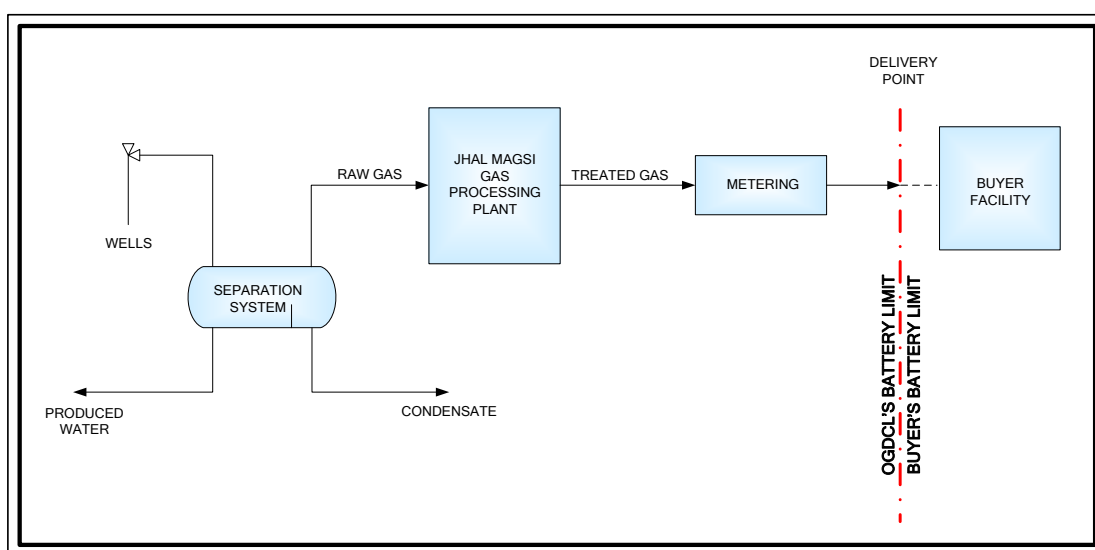 DELIVERY
POINT
JHAL MAGSI
GAS
PROCESSING
PLANT
RAW GAS
TREATED GAS
METERING
BUYER
FACILITY
WELLS
SEPARATION
SYSTEM
PRODUCED
WATER
CONDENSATE
OGDCL'S BATTERY LIMIT
BUYER'S BATTERY LIMIT